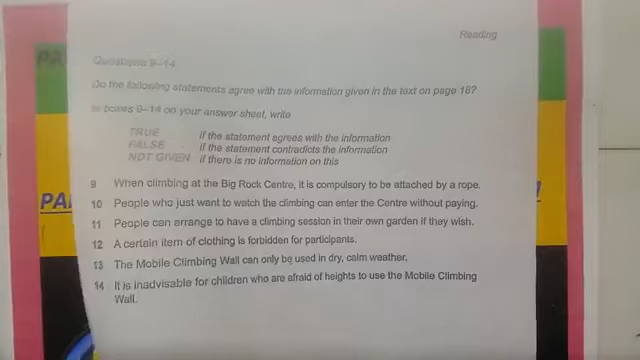 Reading
Questions 9–14
Do the following statements agree with the information given in the text on page 18?
In boxes 9–14 on your answer sheet, write
TRUE if the statement agrees with the information
FALSE if the statement contradicts the information
NOT GIVEN if there is no information on this
9 When climbing at the Big Rock Centre, it is compulsory to be attached by a rope.
10 People who just want to watch the climbing can enter the Centre without paying.
11 People can arrange to have a climbing session in their own garden if they wish.
12 A certain item of clothing is forbidden for participants.
13 The Mobile Climbing Wall can only be used in dry, calm weather.
14 It is inadvisable for children who are afraid of heights to use the Mobile Climbing
Wall.